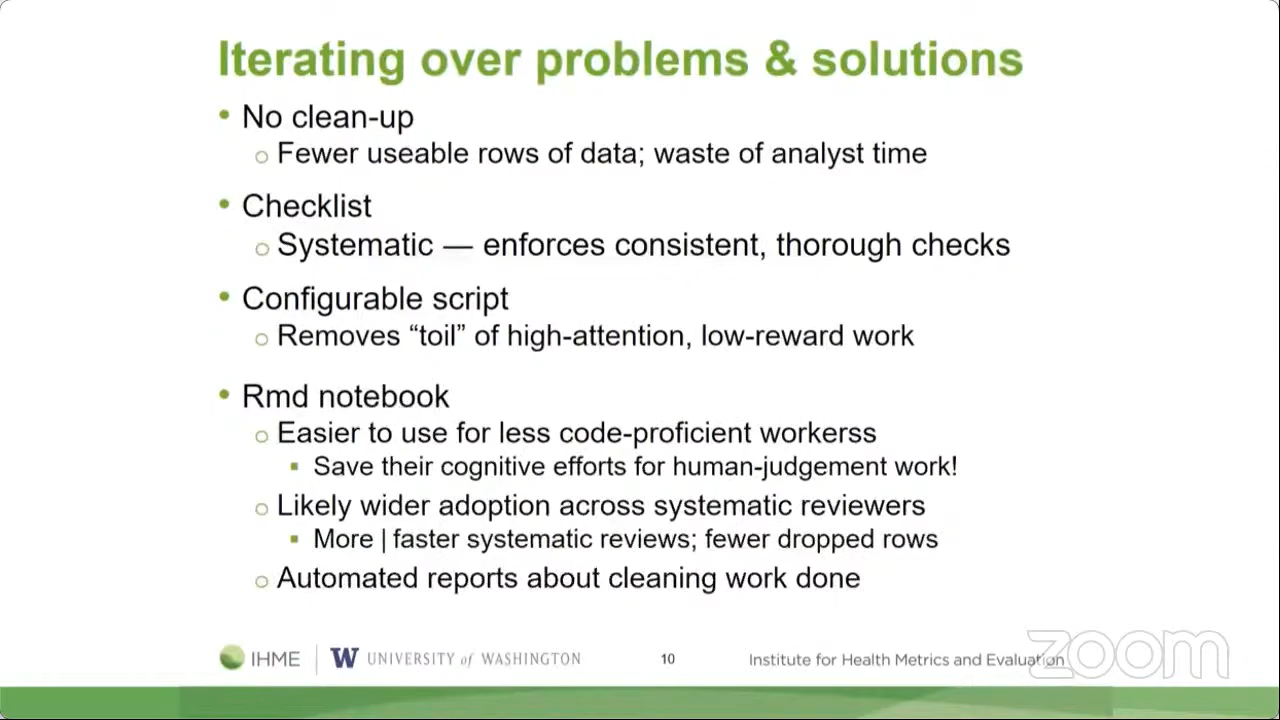 Iterating over problems & solutions
• No clean-up
o Fewer useable rows of data; waste of analyst time
• Checklist
o Systematic — enforces consistent, thorough checks
• Configurable script
o Removes “toil” of high-attention, low-reward work
• Rmd notebook
o Easier to use for less code-proficient workerss
▪ Save their cognitive efforts for human-judgement work!
o Likely wider adoption across systematic reviewers
▪ More | faster systematic reviews; fewer dropped rows
o Automated reports about cleaning work done
IHME | W UNIVERSITY of WASHINGTON 10 Institute for Health Metrics and Evaluation
zoom